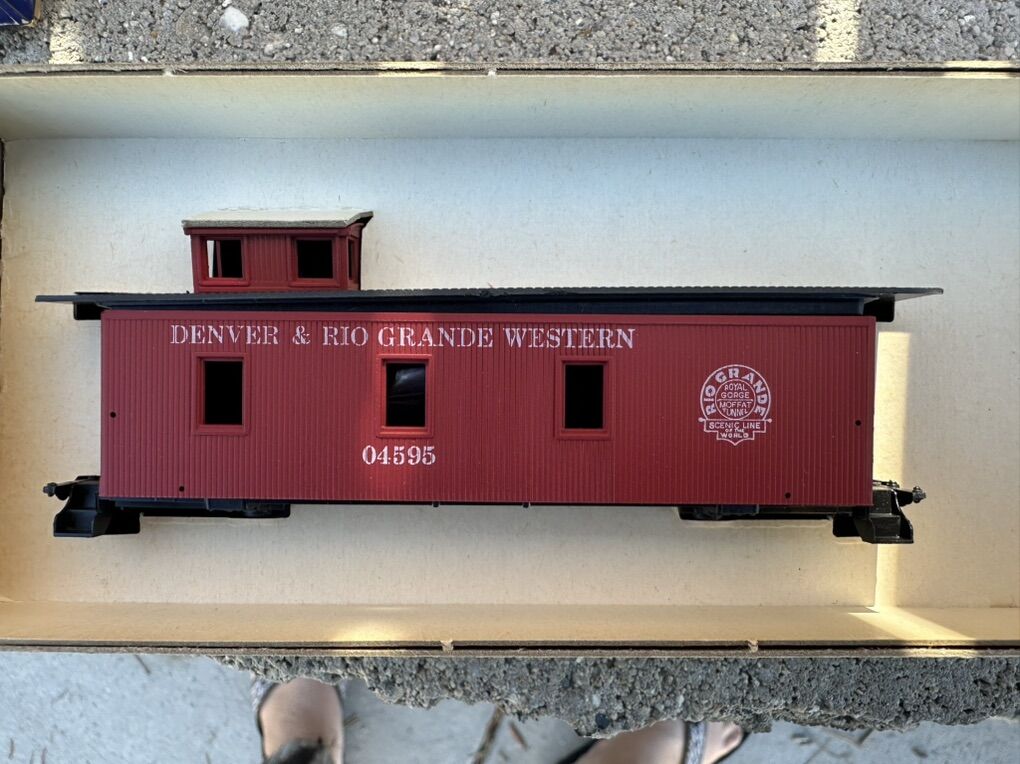 DENVER & RIO GRANDE WESTERN
04595
RIO GRANDE
ROYAL
GORGE
MOFFAT
TUNNEL
SCENIC LINE
OF THE
WORLD